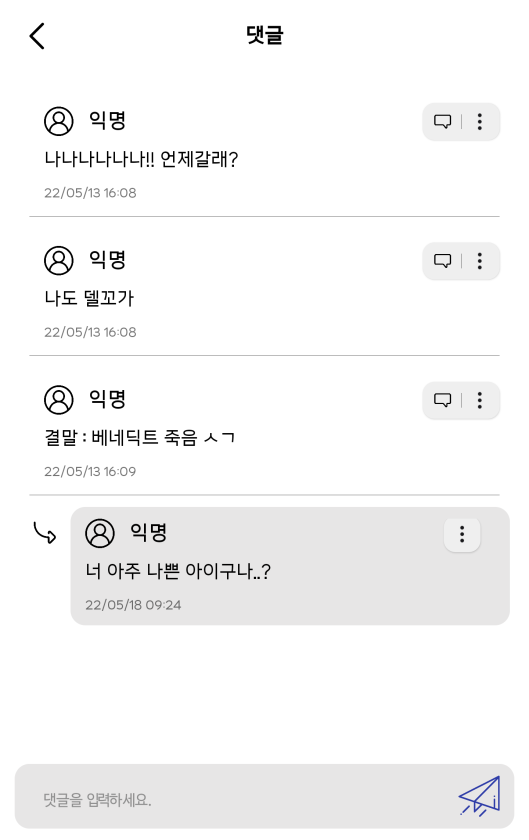 댓글
익명
나나나나나나!! 언제갈래?
22/05/13 16:08
익명
나도 델꼬가
22/05/13 16:08
익명
결말 : 베네딕트 죽음 ㅅㄱ
22/05/13 16:09
익명
너 아주 나쁜 아이구나..?
22/05/18 09:24
댓글을 입력하세요.